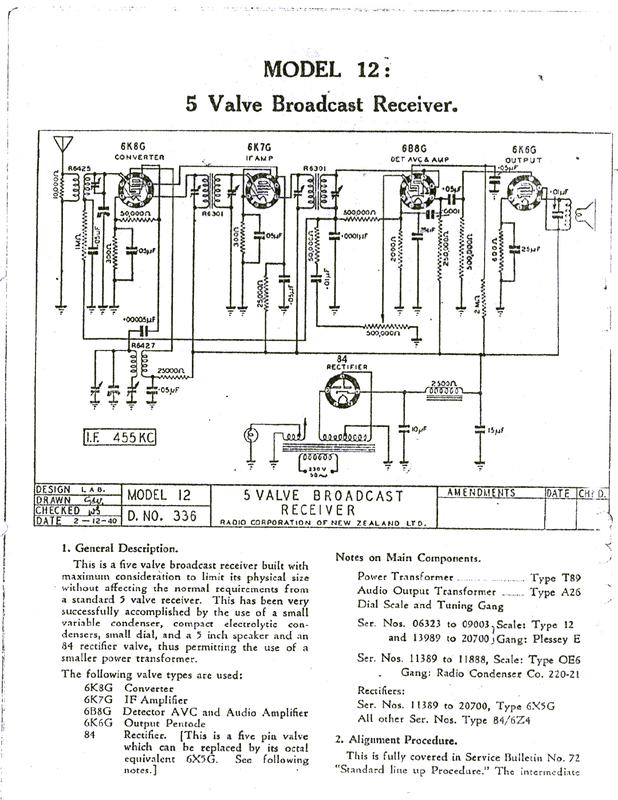 MODEL 12:
5 Valve Broadcast Receiver.
6K8G
CONVERTER
6K7G
IF AMP
6B8G
DET AVC & AMP
6K6G
OUTPUT
R6425
R6301
R6301
10,000Ω
1MΩ
.05μF
300Ω
50,000Ω
.05μF
300Ω
.05μF
25000Ω
.05μF
50,000Ω
.01μF
500,000Ω
.0001μF
2000Ω
.0001
250,000Ω
.05μF
500,000Ω
.05μF
600Ω
25μF
.01μF
2MΩ
500,000Ω
.00005μF
R6427
25000Ω
.05μF
84
RECTIFIER
2500Ω
10μF
15μF
230V
50~
I.F. 455KC
DESIGN LAB.
DRAWN
CHECKED
DATE 2-12-40
MODEL 12
D. NO. 336
5 VALVE BROADCAST
RECEIVER
RADIO CORPORATION OF NEW ZEALAND LTD.
AMENDMENTS DATE CH'D.
1. General Description.
This is a five valve broadcast receiver built with
maximum consideration to limit its physical size
without affecting the normal requirements from
a standard 5 valve receiver. This has been very
successfully accomplished by the use of a small
variable condenser, compact electrolytic con-
densers, small dial, and a 5 inch speaker and an
84 rectifier valve, thus permitting the use of a
smaller power transformer.
The following valve types are used:
6K8G Converter
6K7G IF Amplifier
6B8G Detector AVC and Audio Amplifier
6K6G Output Pentode
84 Rectifier. [This is a five pin valve
which can be replaced by its octal
equivalent 6X5G. See following
notes.]
Notes on Main Components.
Power Transformer .................. Type T89
Audio Output Transformer ...... Type A26
Dial Scale and Tuning Gang
Ser. Nos. 06323 to 09003, Scale: Type 12
and 13989 to 20700, Gang: Plessey E
Ser. Nos. 11389 to 11888, Scale: Type OE6
Gang: Radio Condenser Co. 220-21
Rectifiers:
Ser. Nos. 11389 to 20700, Type 6X5G
All other Ser. Nos. Type 84/6Z4
2. Alignment Procedure.
This is fully covered in Service Bulletin No. 72
"Standard line up Procedure." The intermediate